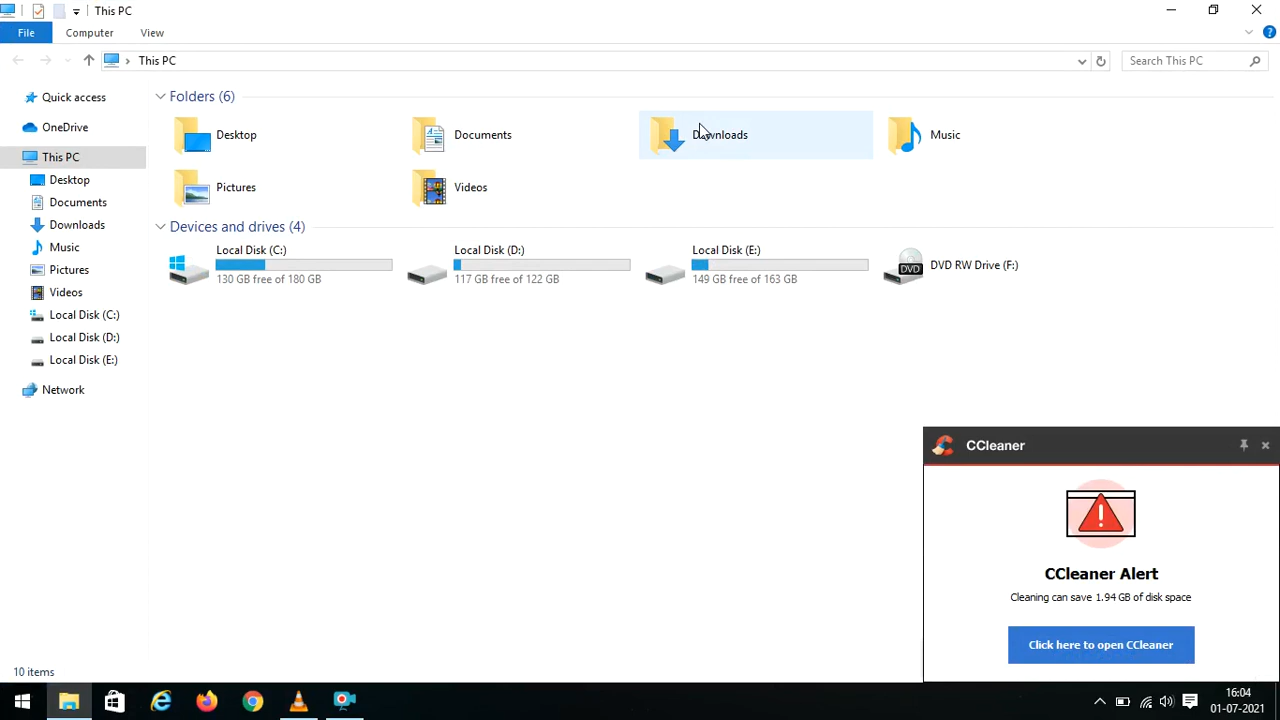 This PC
File
Computer
View
This PC
Search This PC
Quick access
OneDrive
This PC
Desktop
Documents
Downloads
Music
Pictures
Videos
Local Disk (C:)
Local Disk (D:)
Local Disk (E:)
Network
Folders (6)
Desktop
Documents
Downloads
Music
Pictures
Videos
Devices and drives (4)
Local Disk (C:)
130 GB free of 180 GB
Local Disk (D:)
117 GB free of 122 GB
Local Disk (E:)
149 GB free of 163 GB
DVD
DVD RW Drive (F:)
CCleaner
CCleaner Alert
Cleaning can save 1.94 GB of disk space
Click here to open CCleaner
10 items
16:04
01-07-2021